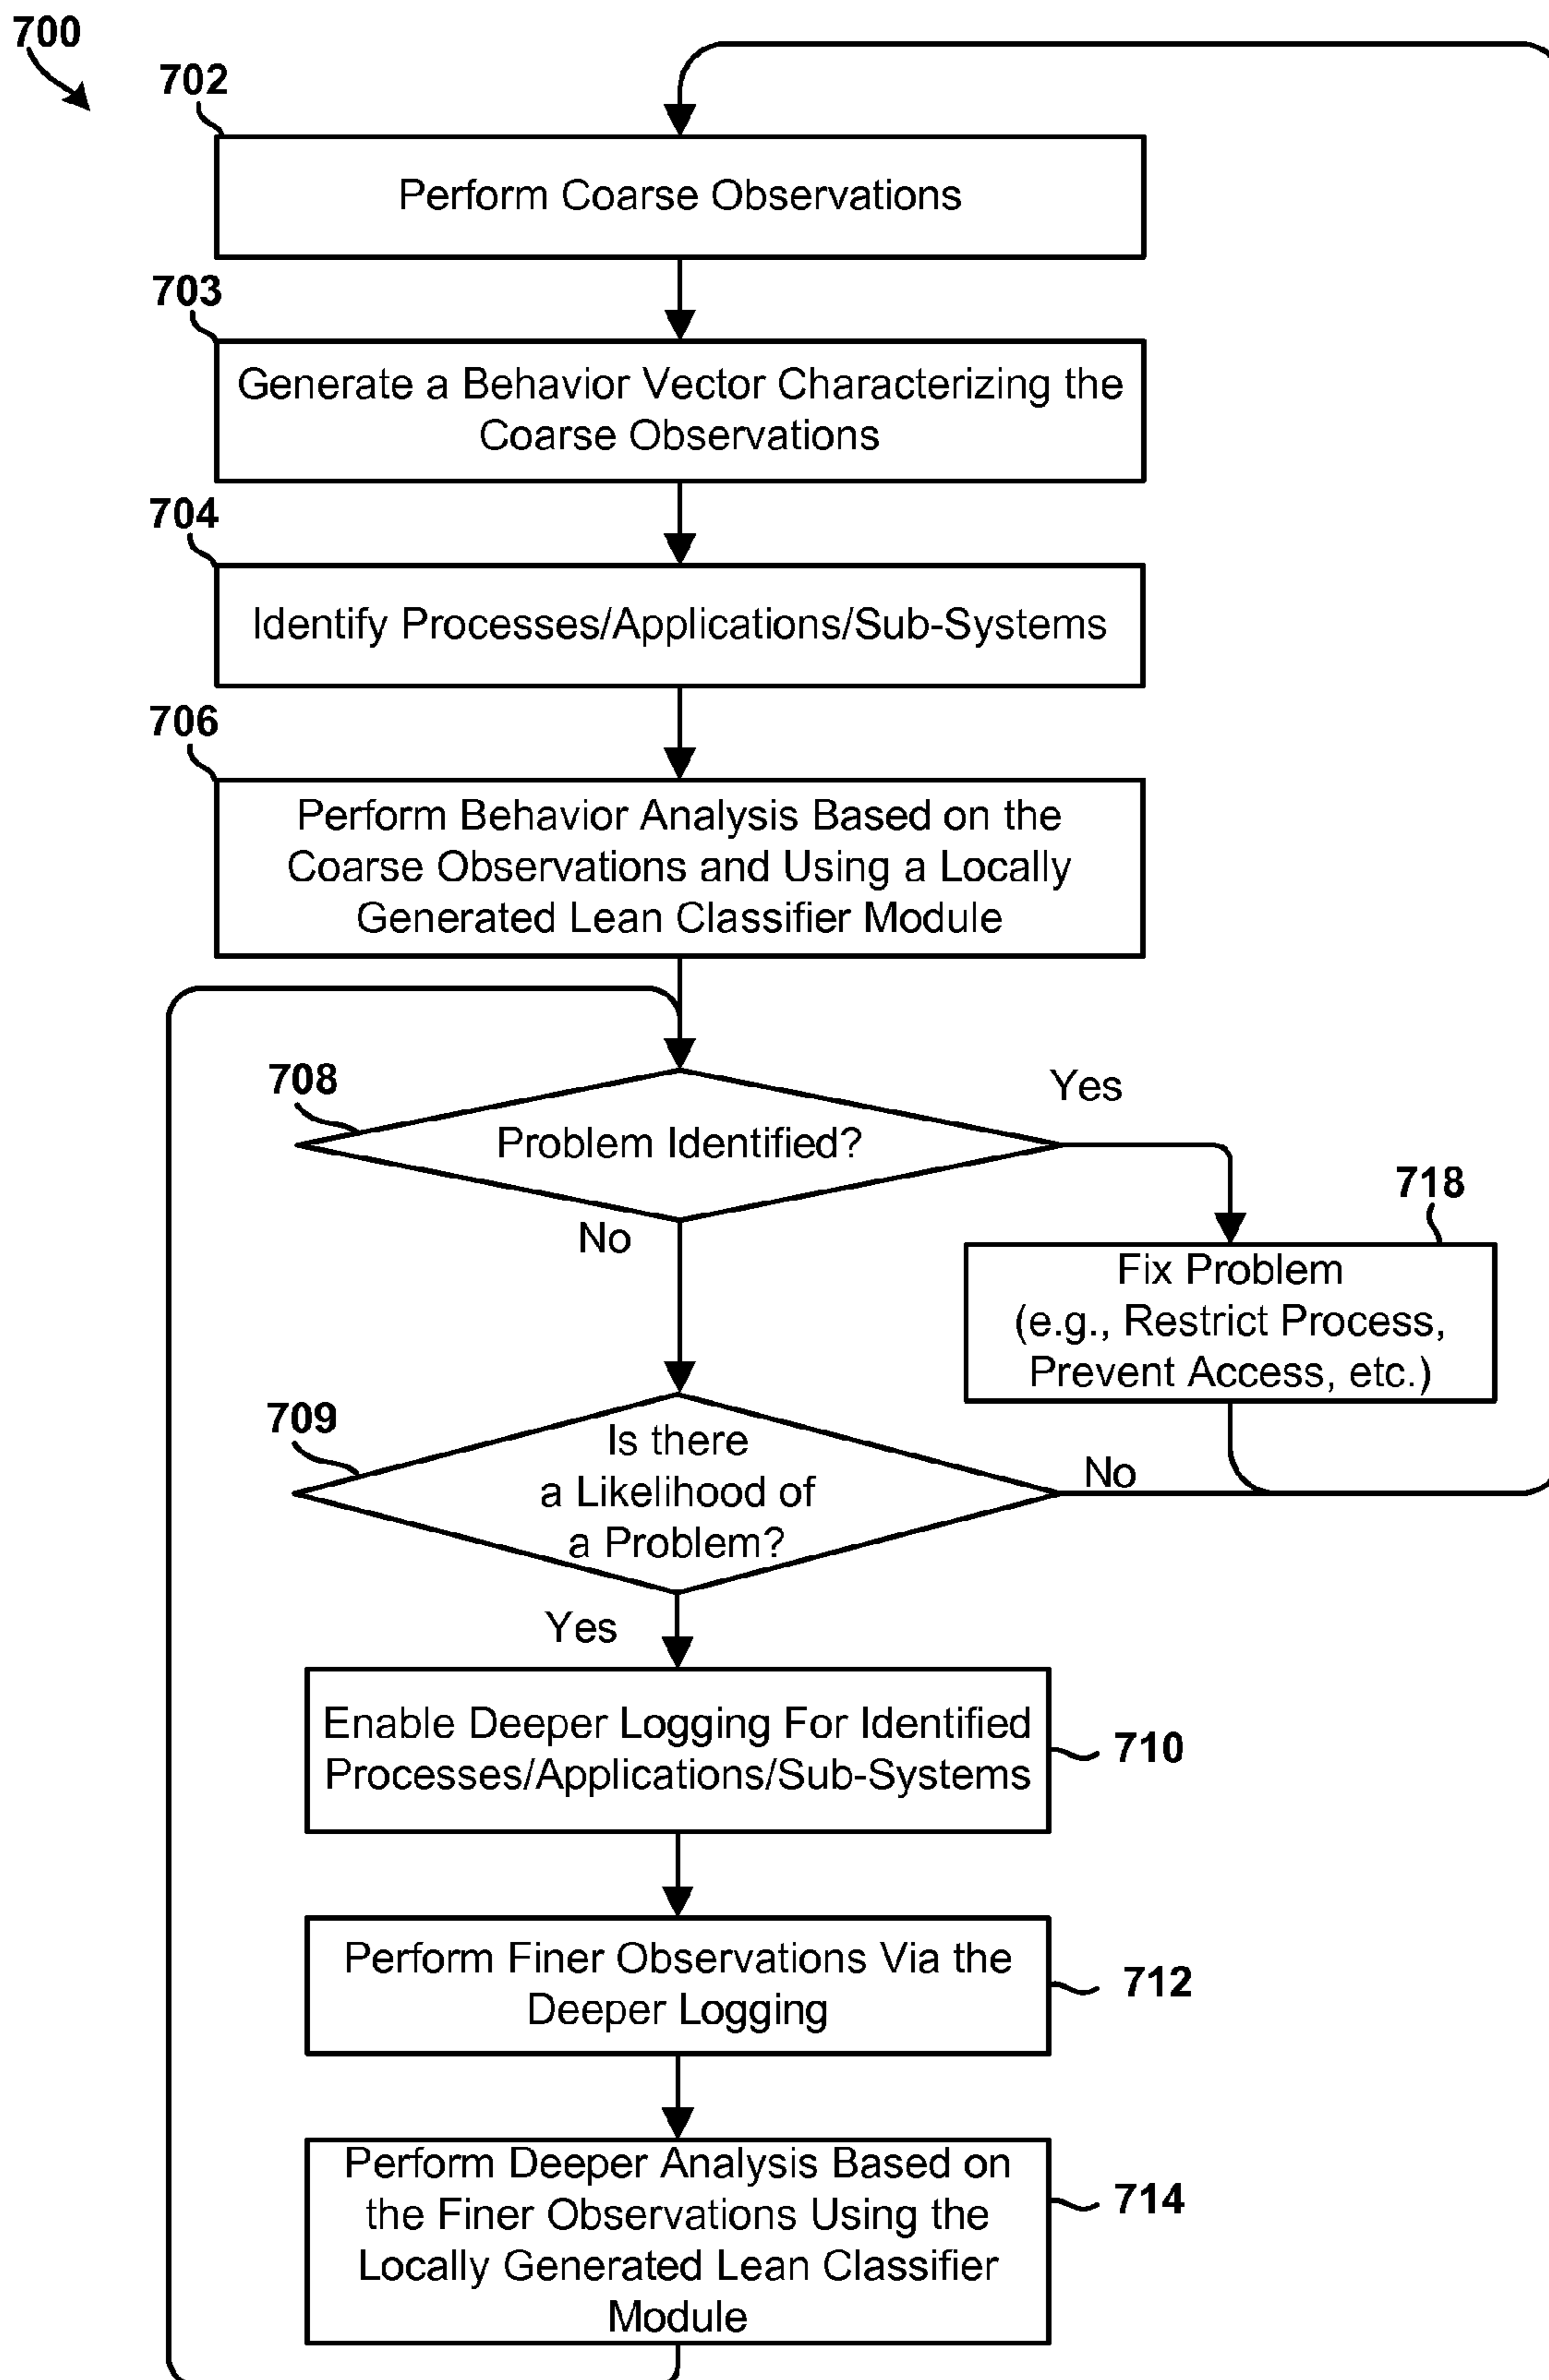 700
702
Perform Coarse Observations
703
Generate a Behavior Vector Characterizing the
Coarse Observations
704
Identify Processes/Applications/Sub-Systems
706
Perform Behavior Analysis Based on the
Coarse Observations and Using a Locally
Generated Lean Classifier Module
708
Problem Identified?
Yes
No
718
Fix Problem
(e.g., Restrict Process,
Prevent Access, etc.)
709
Is there
a Likelihood of
a Problem?
No
Yes
Enable Deeper Logging For Identified
Processes/Applications/Sub-Systems
710
Perform Finer Observations Via the
Deeper Logging
712
Perform Deeper Analysis Based on
the Finer Observations Using the
Locally Generated Lean Classifier
Module
714